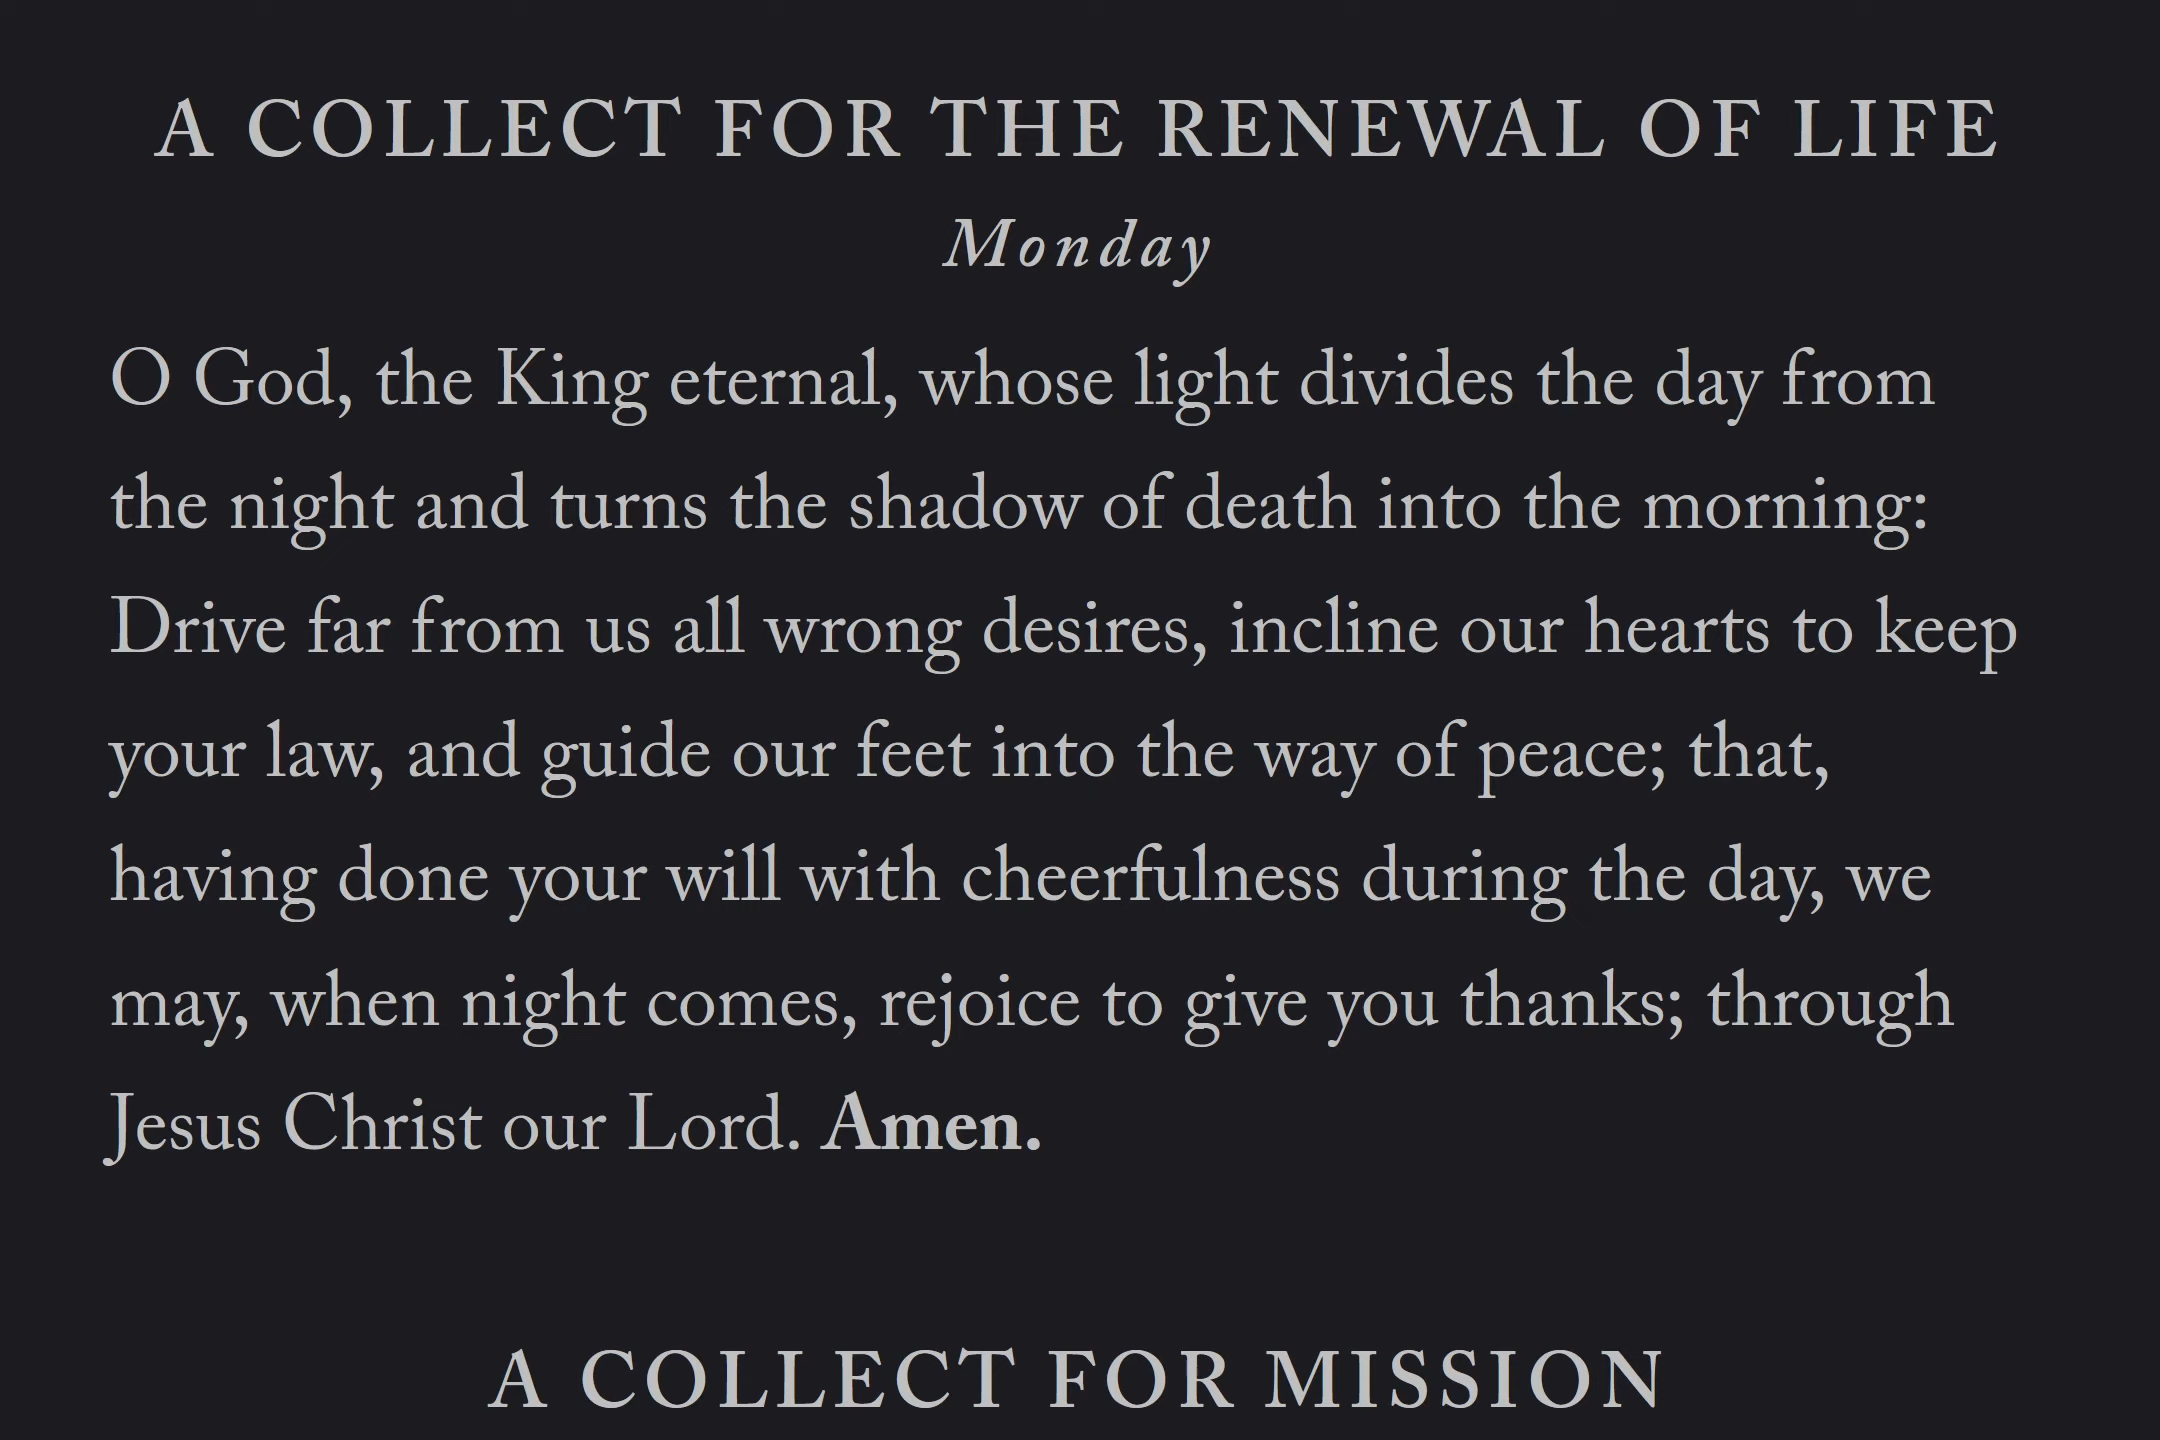 A COLLECT FOR THE RENEWAL OF LIFE
Monday
O God, the King eternal, whose light divides the day from
the night and turns the shadow of death into the morning:
Drive far from us all wrong desires, incline our hearts to keep
your law, and guide our feet into the way of peace; that,
having done your will with cheerfulness during the day, we
may, when night comes, rejoice to give you thanks; through
Jesus Christ our Lord. Amen.
A COLLECT FOR MISSION